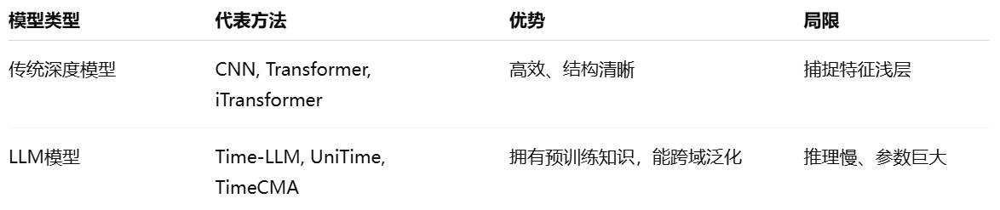 模型类型 代表方法 优势 局限
传统深度模型 CNN, Transformer, 高效、结构清晰 捕捉特征浅层
iTransformer
LLM模型 Time-LLM, UniTime, 拥有预训练知识，能跨域泛化 推理慢、参数巨大
TimeCMA